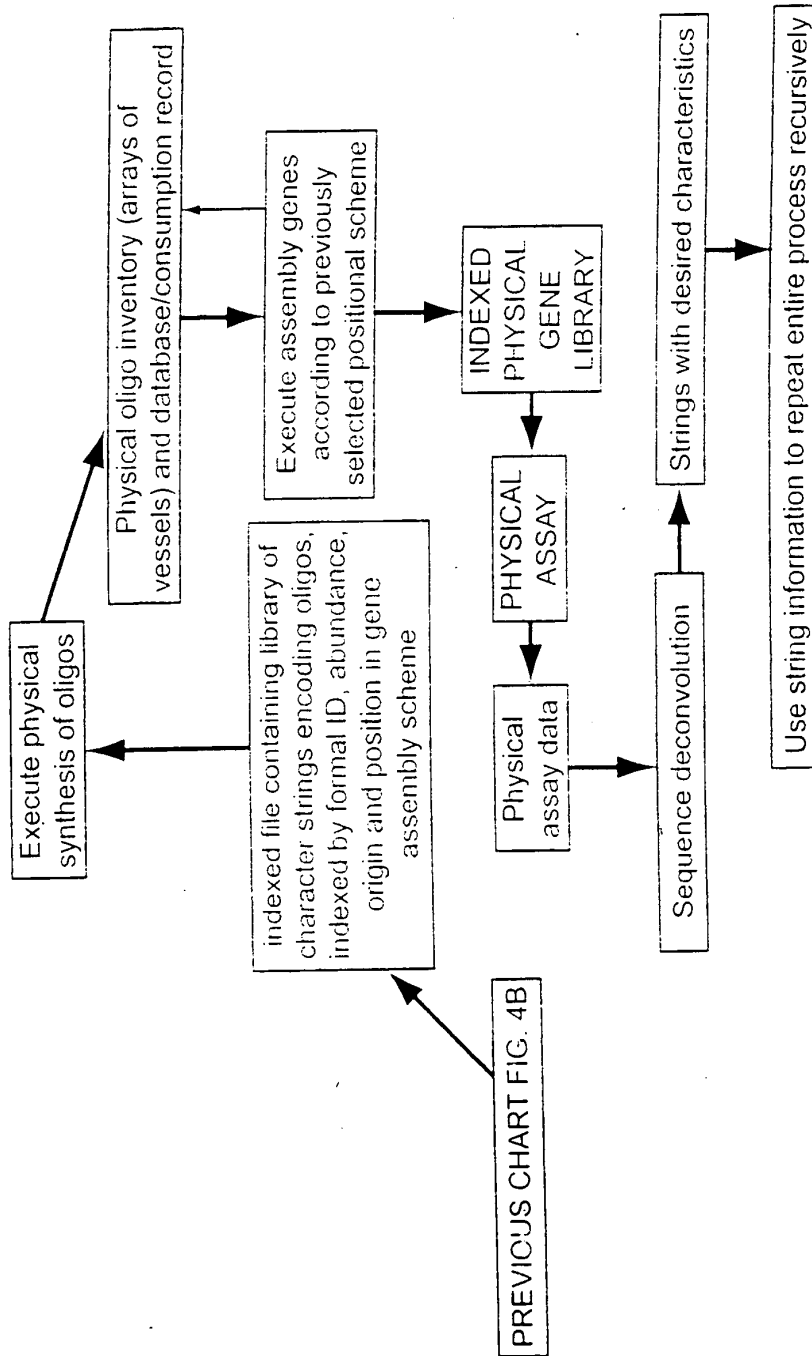 PREVIOUS CHART FIG. 4B
indexed file containing library of
character strings encoding oligos,
indexed by formal ID, abundance,
origin and position in gene
assembly scheme
Execute physical
synthesis of oligos
Physical oligo inventory (arrays of
vessels) and database/consumption record
Execute assembly genes
according to previously
selected positional scheme
INDEXED
PHYSICAL
GENE
LIBRARY
PHYSICAL
ASSAY
Physical
assay data
Sequence deconvolution
Strings with desired characteristics
Use string information to repeat entire process recursively